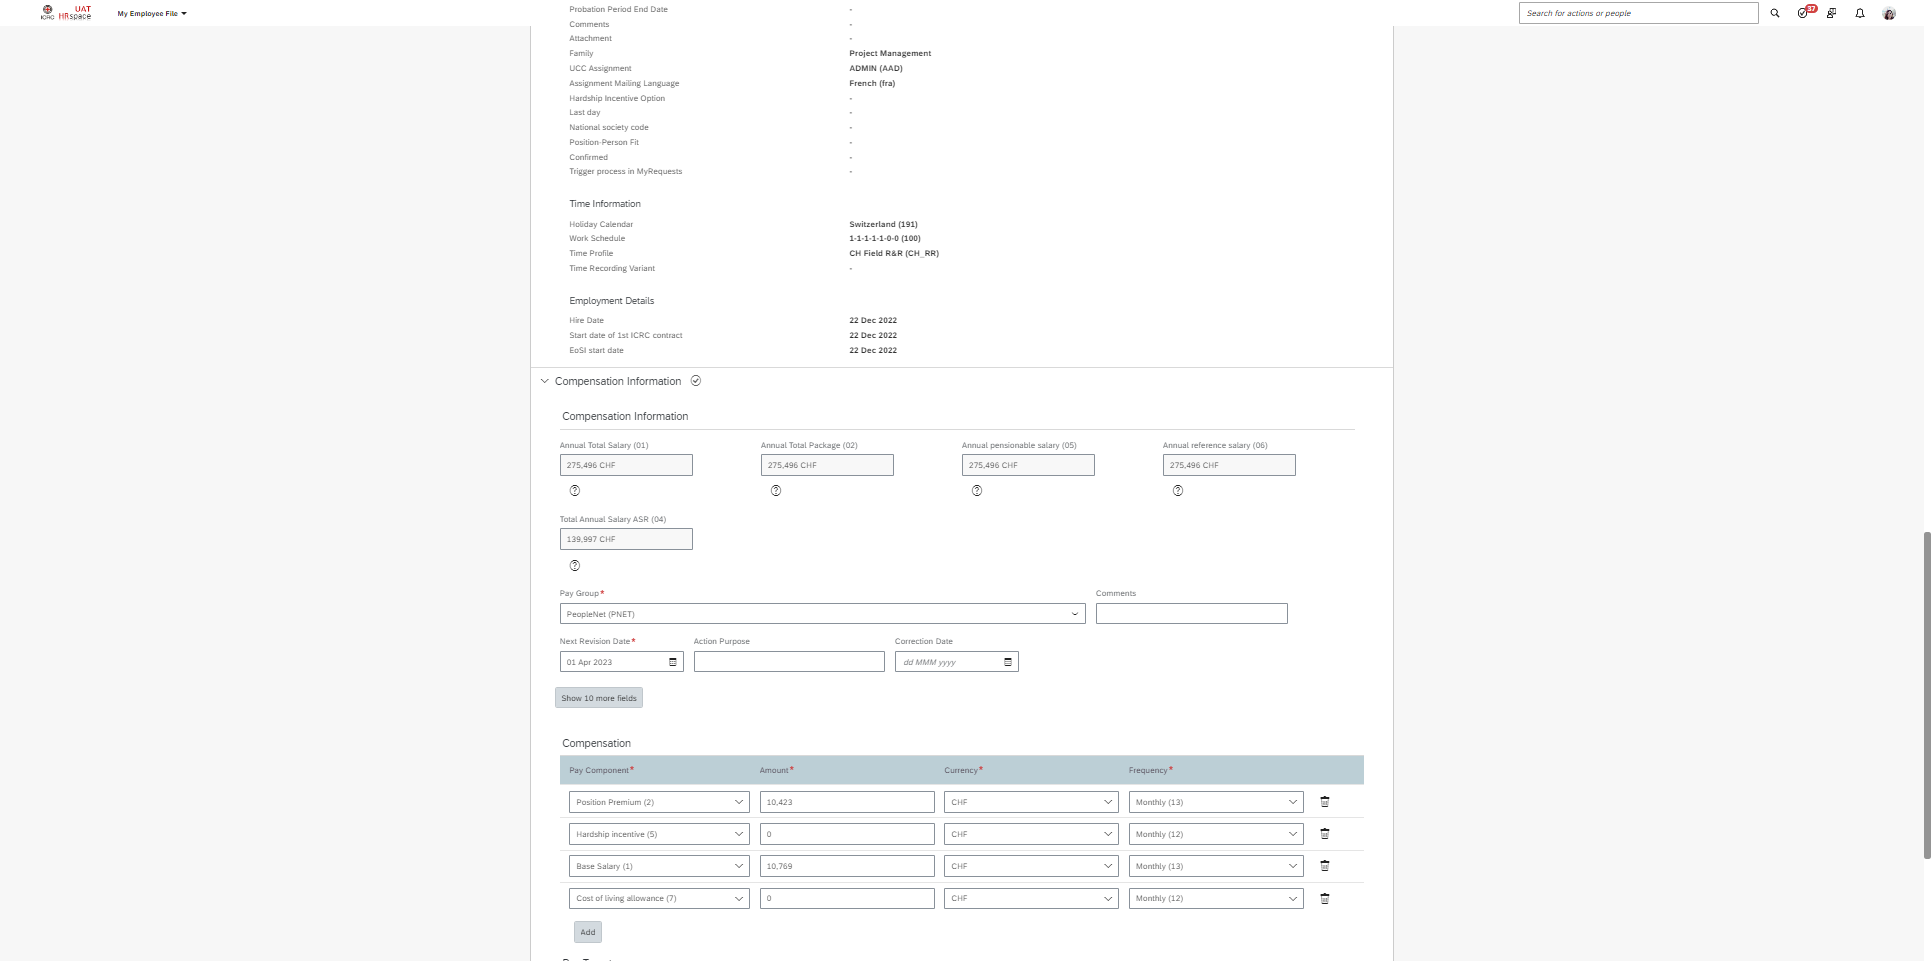 ICRC UAT HRspace My Employee File Search for actions or people 37
Probation Period End Date -
Comments -
Attachment -
Family Project Management
UCC Assignment ADMIN (AAD)
Assignment Mailing Language French (fra)
Hardship Incentive Option -
Last day -
National society code -
Position-Person Fit -
Confirmed -
Trigger process in MyRequests -
Time Information
Holiday Calendar Switzerland (191)
Work Schedule 1-1-1-1-1-0-0 (100)
Time Profile CH Field R&R (CH_RR)
Time Recording Variant -
Employment Details
Hire Date 22 Dec 2022
Start date of 1st ICRC contract 22 Dec 2022
EoSI start date 22 Dec 2022
Compensation Information
Compensation Information
Annual Total Salary (01) Annual Total Package (02) Annual pensionable salary (05) Annual reference salary (06)
275,496 CHF 275,496 CHF 275,496 CHF 275,496 CHF
Total Annual Salary ASR (04)
139,997 CHF
Pay Group* Comments
PeopleNet (PNET)
Next Revision Date* Action Purpose Correction Date
01 Apr 2023 dd MMM yyyy
Show 10 more fields
Compensation
Pay Component* Amount* Currency* Frequency*
Position Premium (2) 10,423 CHF Monthly (13)
Hardship incentive (5) 0 CHF Monthly (12)
Base Salary (1) 10,769 CHF Monthly (13)
Cost of living allowance (7) 0 CHF Monthly (12)
Add